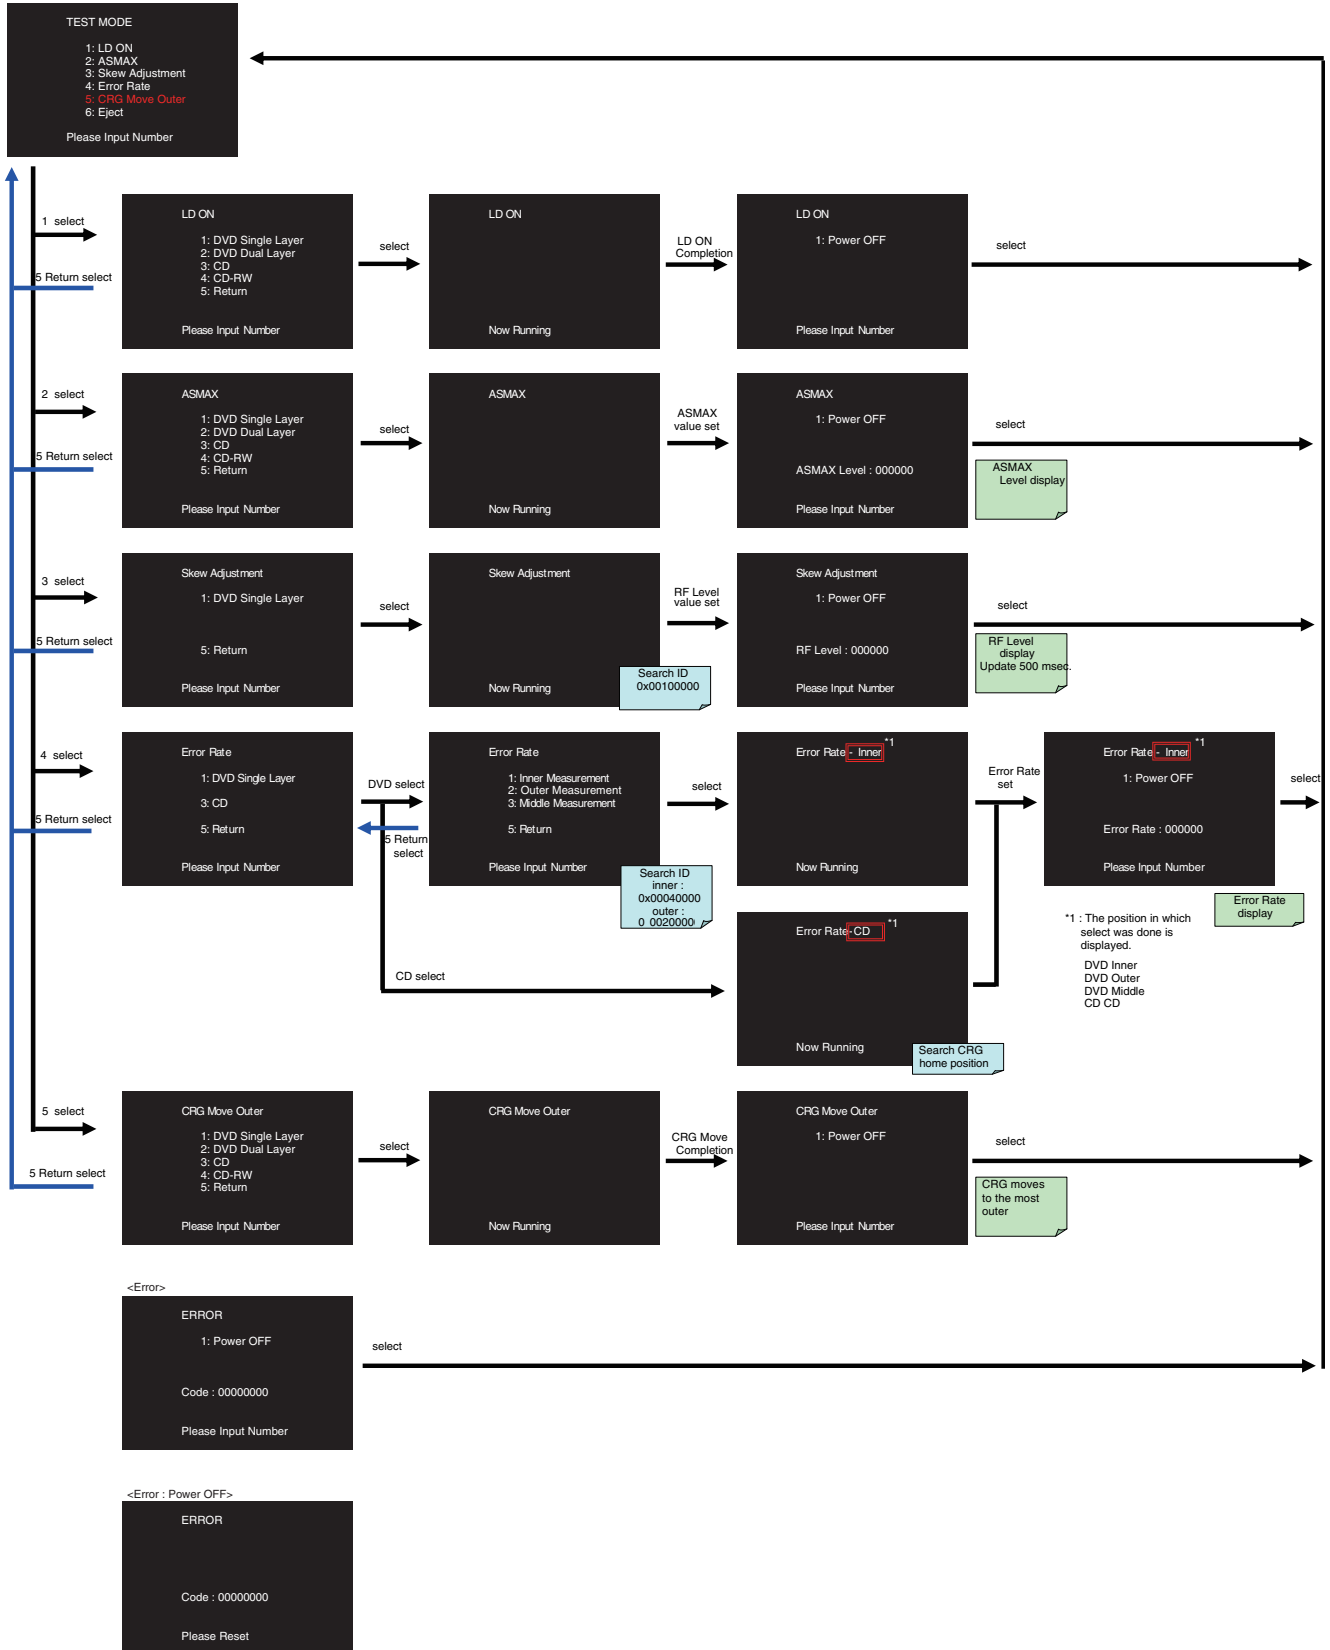 TEST MODE
1: LD ON
2: ASMAX
3: Skew Adjustment
4: Error Rate
5: CRG Move Outer
6: Eject
Please Input Number
1 select
5 Return select
LD ON
1: DVD Single Layer
2: DVD Dual Layer
3: CD
4: CD-RW
5: Return
Please Input Number
select
LD ON
Now Running
LD ON
Completion
LD ON
1: Power OFF
Please Input Number
select
2 select
5 Return select
ASMAX
1: DVD Single Layer
2: DVD Dual Layer
3: CD
4: CD-RW
5: Return
Please Input Number
select
ASMAX
Now Running
ASMAX
value set
ASMAX
1: Power OFF
ASMAX Level : 000000
Please Input Number
select
ASMAX
Level display
3 select
5 Return select
Skew Adjustment
1: DVD Single Layer
5: Return
Please Input Number
select
Skew Adjustment
Now Running
Search ID
0x00100000
RF Level
value set
Skew Adjustment
1: Power OFF
RF Level : 000000
Please Input Number
select
RF Level
display
Update 500 msec.
4 select
5 Return select
Error Rate
1: DVD Single Layer
3: CD
5: Return
Please Input Number
DVD select
5 Return
select
CD select
Error Rate
1: Inner Measurement
2: Outer Measurement
3: Middle Measurement
5: Return
Please Input Number
Search ID
inner :
0x00040000
outer :
0 0020000
select
Error Rate - Inner *1
Now Running
Error Rate-CD *1
Now Running
Search CRG
home position
Error Rate
set
Error Rate - Inner *1
1: Power OFF
Error Rate : 000000
Please Input Number
select
Error Rate
display
*1 : The position in which
select was done is
displayed.
DVD Inner
DVD Outer
DVD Middle
CD CD
5 select
5 Return select
CRG Move Outer
1: DVD Single Layer
2: DVD Dual Layer
3: CD
4: CD-RW
5: Return
Please Input Number
select
CRG Move Outer
Now Running
CRG Move
Completion
CRG Move Outer
1: Power OFF
Please Input Number
select
CRG moves
to the most
outer
<Error>
ERROR
1: Power OFF
Code : 00000000
Please Input Number
select
<Error : Power OFF>
ERROR
Code : 00000000
Please Reset